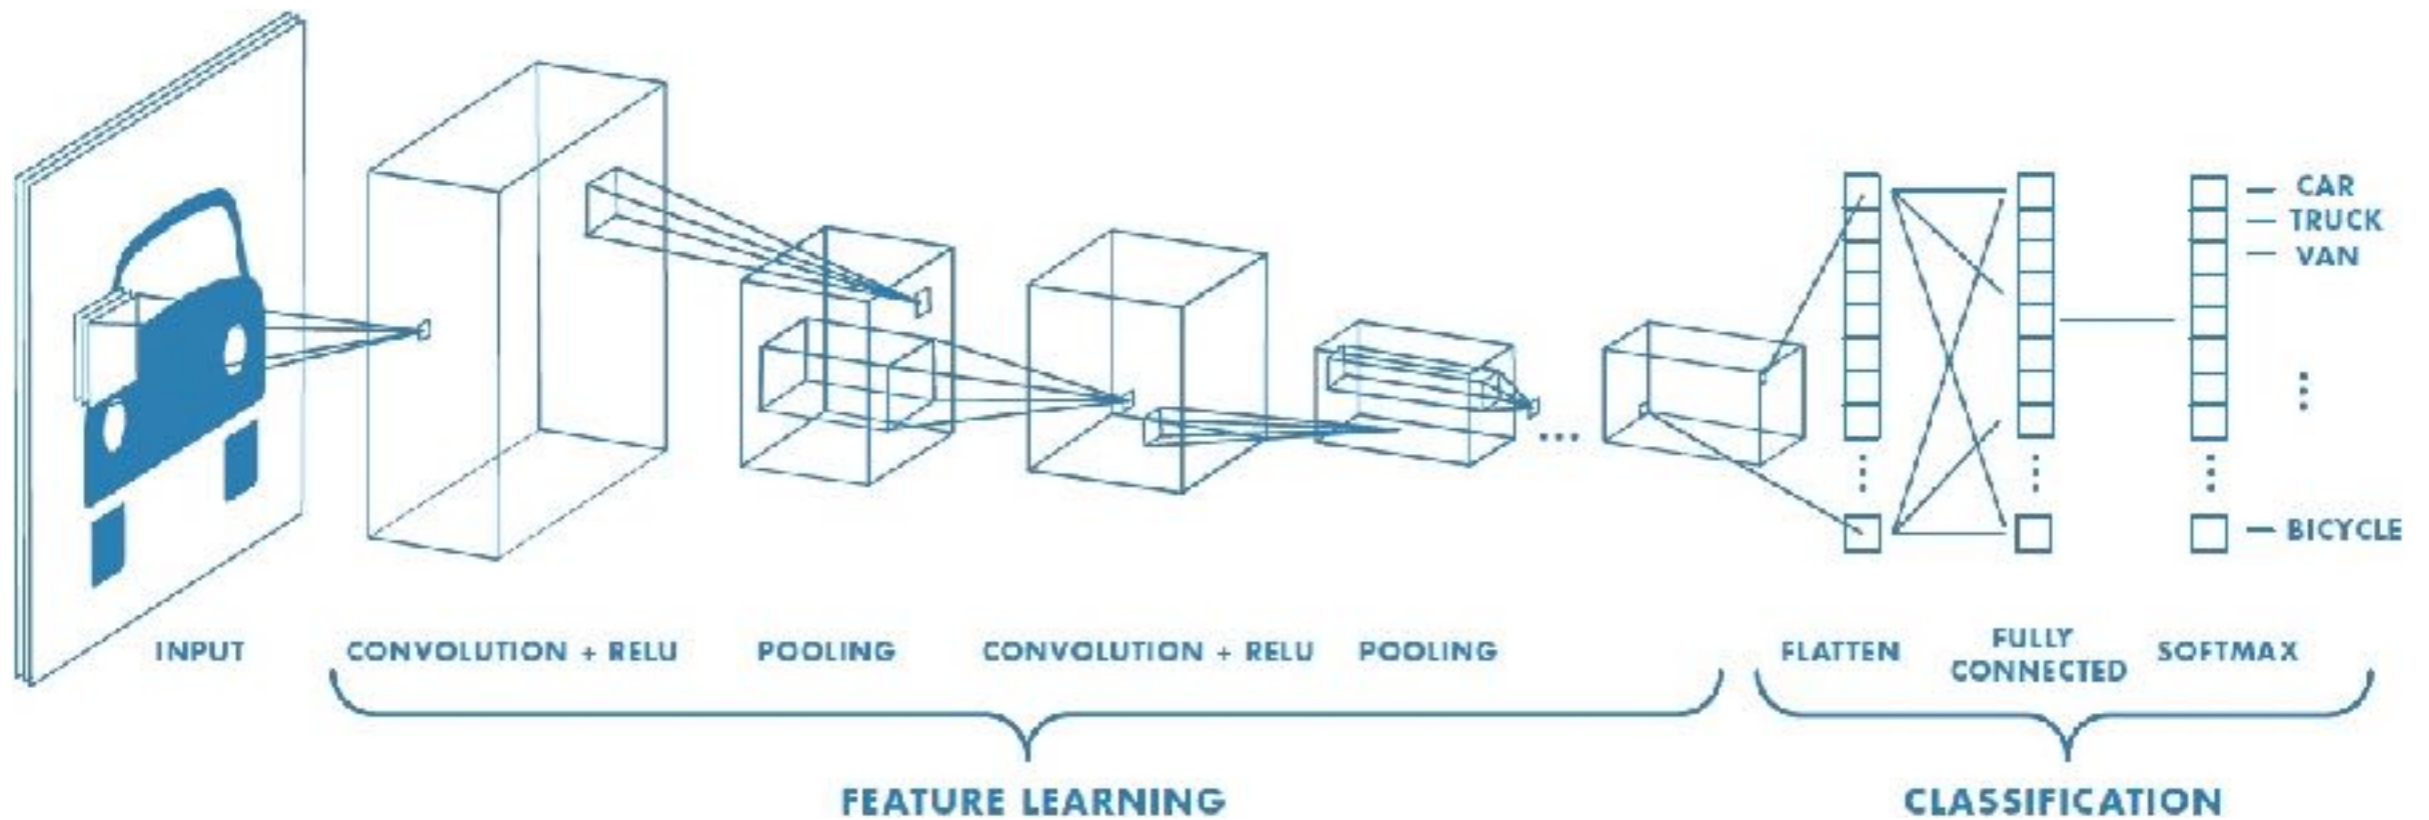 CAR
TRUCK
VAN
BICYCLE
INPUT
CONVOLUTION + RELU
POOLING
CONVOLUTION + RELU
POOLING
FLATTEN
FULLY
CONNECTED
SOFTMAX
FEATURE LEARNING
CLASSIFICATION